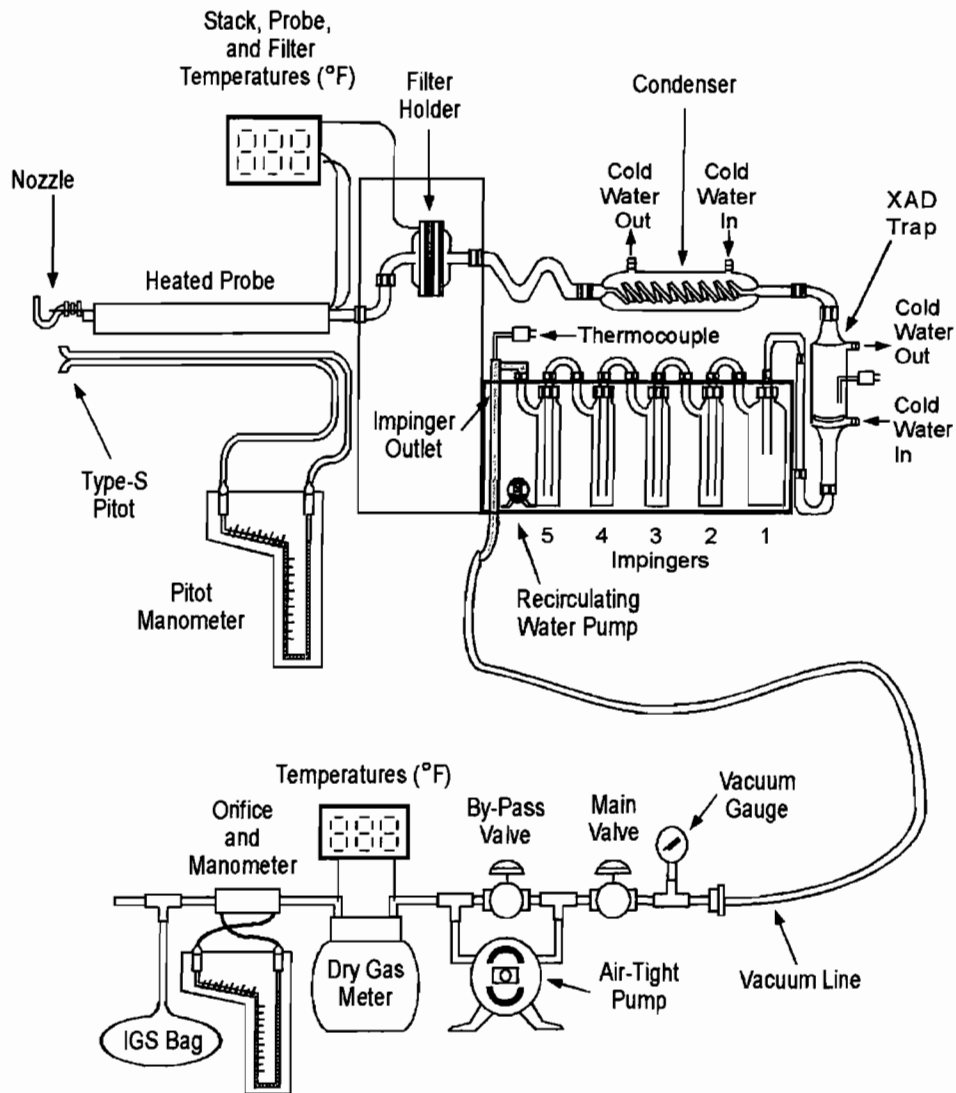 Stack, Probe,
and Filter
Temperatures (°F)
Filter
Holder
Condenser
Nozzle
Cold
Water
Out
Cold
Water
In
XAD
Trap
Heated Probe
Cold
Water
Out
Thermocouple
Impinger
Outlet
Cold
Water
In
Type-S
Pitot
5 4 3 2 1
Impingers
Pitot
Manometer
Recirculating
Water Pump
Temperatures (°F)
Orifice
and
Manometer
By-Pass
Valve
Main
Valve
Vacuum
Gauge
Dry Gas
Meter
Air-Tight
Pump
Vacuum Line
IGS Bag